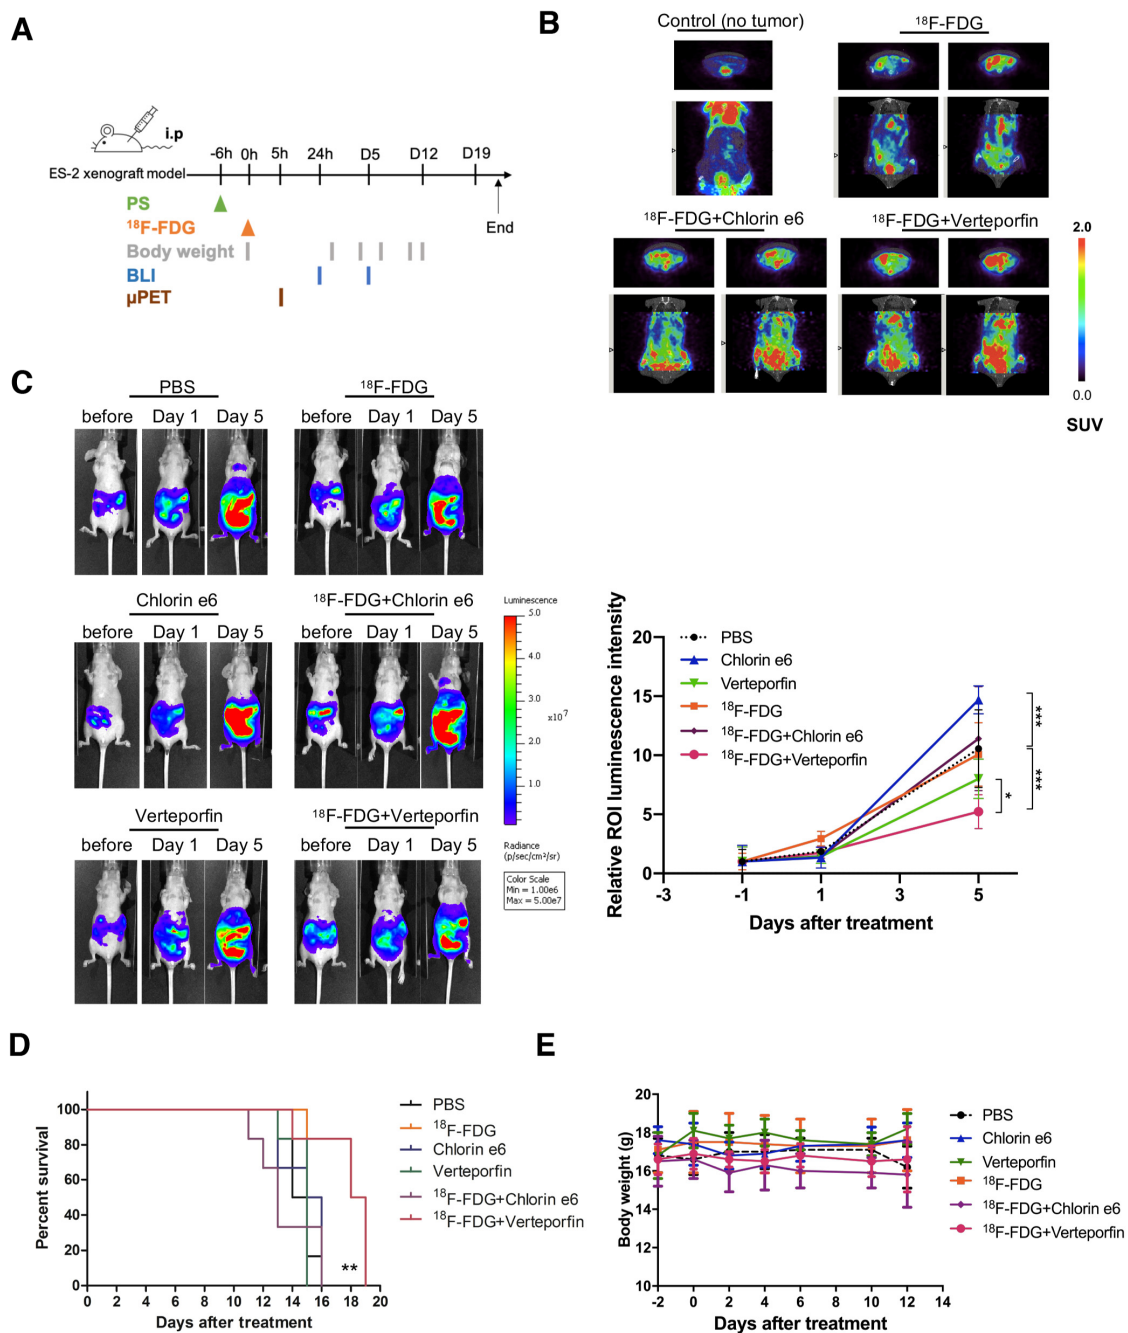 A
i.p
-6h 0h 5h 24h D5 D12 D19
ES-2 xenograft model
PS
¹⁸F-FDG
End
Body weight
BLI
µPET
B
Control (no tumor)
¹⁸F-FDG
¹⁸F-FDG+Chlorin e6
¹⁸F-FDG+Verteporfin
2.0
0.0
SUV
C
PBS
¹⁸F-FDG
before Day 1 Day 5
before Day 1 Day 5
Chlorin e6
¹⁸F-FDG+Chlorin e6
before Day 1 Day 5
before Day 1 Day 5
Verteporfin
¹⁸F-FDG+Verteporfin
before Day 1 Day 5
before Day 1 Day 5
Luminescence
5.0
4.0
3.0
x10⁷
2.0
1.0
Radiance
(p/sec/cm²/sr)
Color Scale
Min = 1.00e6
Max = 5.00e7
Relative ROI luminescence intensity
20
15
10
5
0
-3 -1 1 3 5
Days after treatment
PBS
Chlorin e6
Verteporfin
¹⁸F-FDG
¹⁸F-FDG+Chlorin e6
¹⁸F-FDG+Verteporfin
***
***
*
D
Percent survival
100
80
60
40
20
0
0 2 4 6 8 10 12 14 16 18 20
Days after treatment
**
PBS
¹⁸F-FDG
Chlorin e6
Verteporfin
¹⁸F-FDG+Chlorin e6
¹⁸F-FDG+Verteporfin
E
Body weight (g)
20
18
16
14
12
10
-2 0 2 4 6 8 10 12 14
Days after treatment
PBS
Chlorin e6
Verteporfin
¹⁸F-FDG
¹⁸F-FDG+Chlorin e6
¹⁸F-FDG+Verteporfin